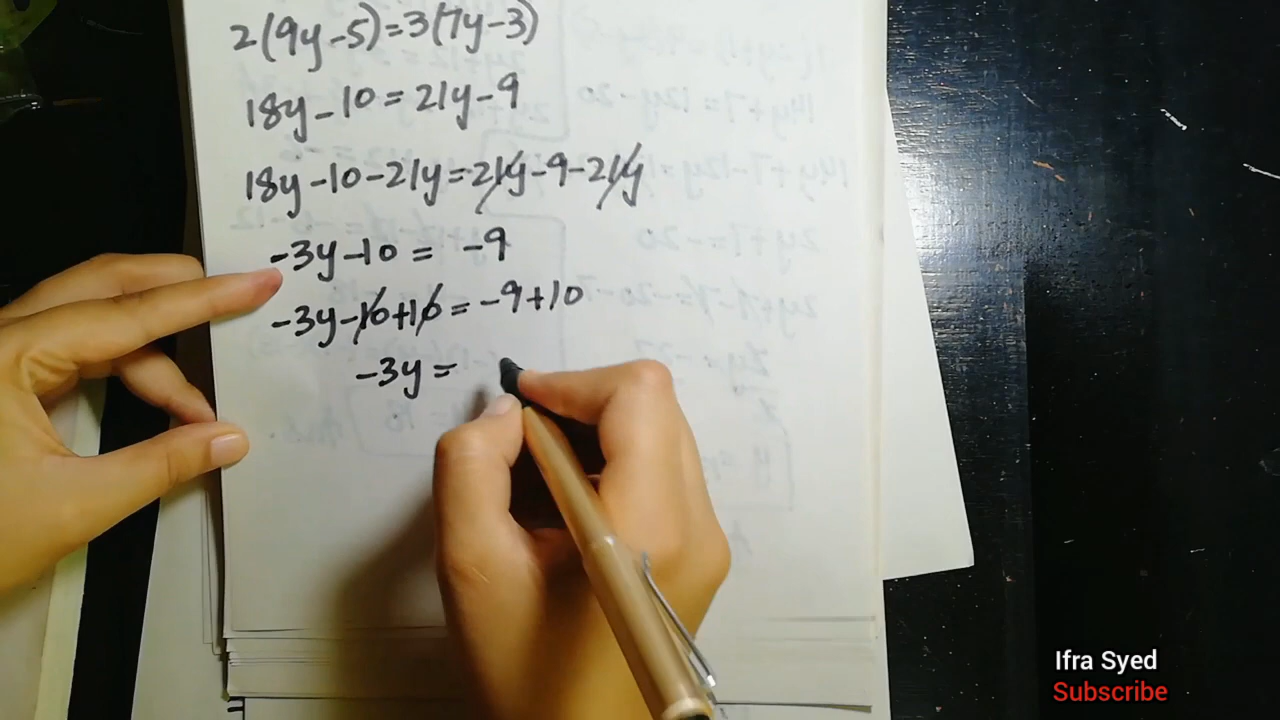 2(9y-5)=3(7y-3)
18y-10=21y-9
18y-10-21y=21y-9-21y
-3y-10= -9
-3y-10+10=-9+10
-3y=
Ifra Syed
Subscribe